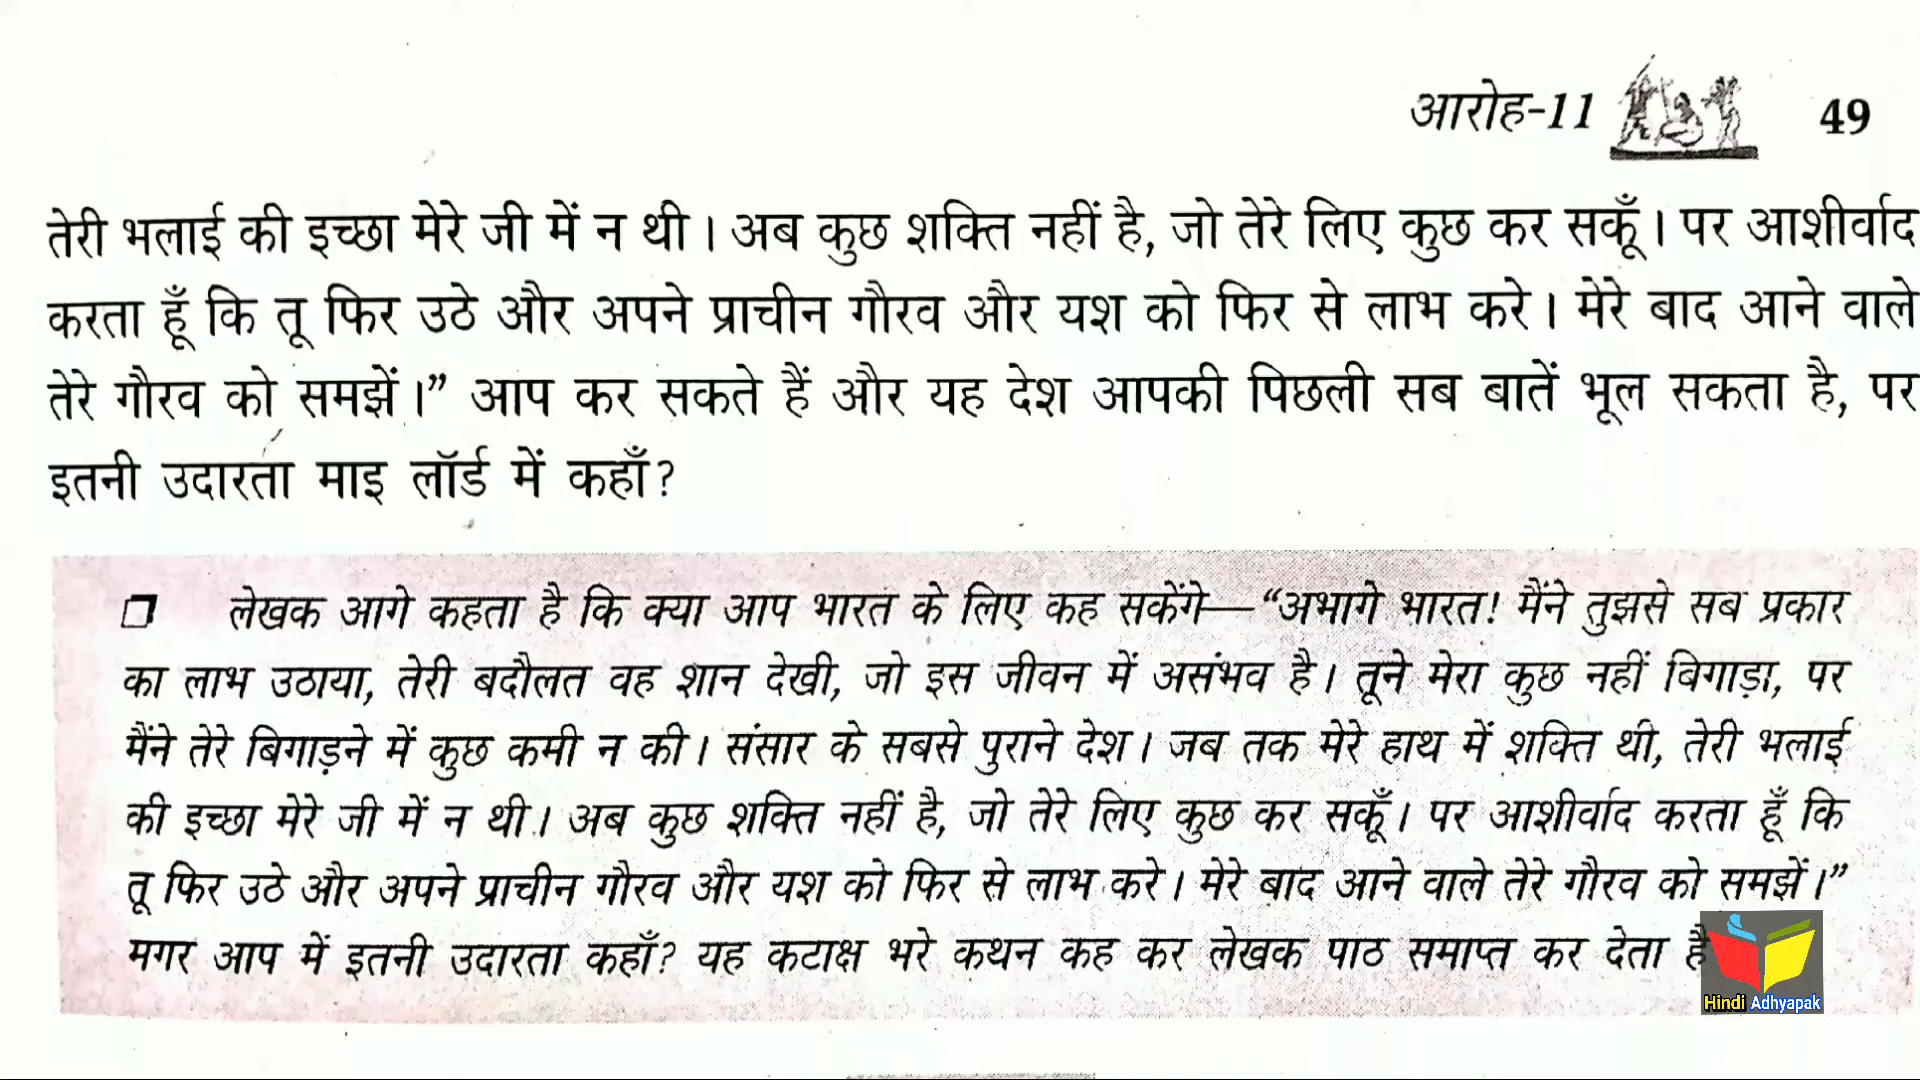 आरोह-11 49
तेरी भलाई की इच्छा मेरे जी में न थी। अब कुछ शक्ति नहीं है, जो तेरे लिए कुछ कर सकूँ। पर आशीर्वाद
करता हूँ कि तू फिर उठे और अपने प्राचीन गौरव और यश को फिर से लाभ करे। मेरे बाद आने वाले
तेरे गौरव को समझें।” आप कर सकते हैं और यह देश आपकी पिछली सब बातें भूल सकता है, पर
इतनी उदारता माइ लॉर्ड में कहाँ?
लेखक आगे कहता है कि क्या आप भारत के लिए कह सकेंगे—“अभागे भारत! मैंने तुझसे सब प्रकार
का लाभ उठाया, तेरी बदौलत वह शान देखी, जो इस जीवन में असंभव है। तूने मेरा कुछ नहीं बिगाड़ा, पर
मैंने तेरे बिगाड़ने में कुछ कमी न की। संसार के सबसे पुराने देश। जब तक मेरे हाथ में शक्ति थी, तेरी भलाई
की इच्छा मेरे जी में न थी। अब कुछ शक्ति नहीं है, जो तेरे लिए कुछ कर सकूँ। पर आशीर्वाद करता हूँ कि
तू फिर उठे और अपने प्राचीन गौरव और यश को फिर से लाभ करे। मेरे बाद आने वाले तेरे गौरव को समझें।”
मगर आप में इतनी उदारता कहाँ? यह कटाक्ष भरे कथन कह कर लेखक पाठ समाप्त कर देता है
Hindi Adhyapak